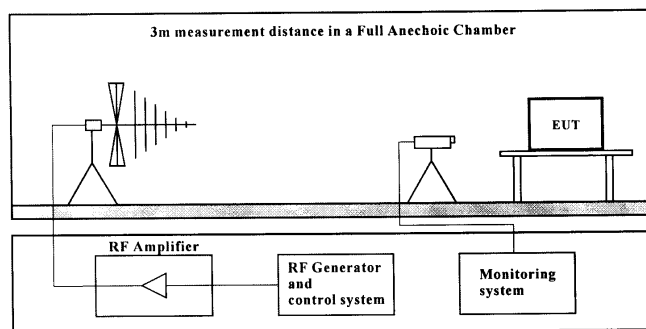 3m measurement distance in a Full Anechoic Chamber
EUT
RF Amplifier
RF Generator
and
control system
Monitoring
system